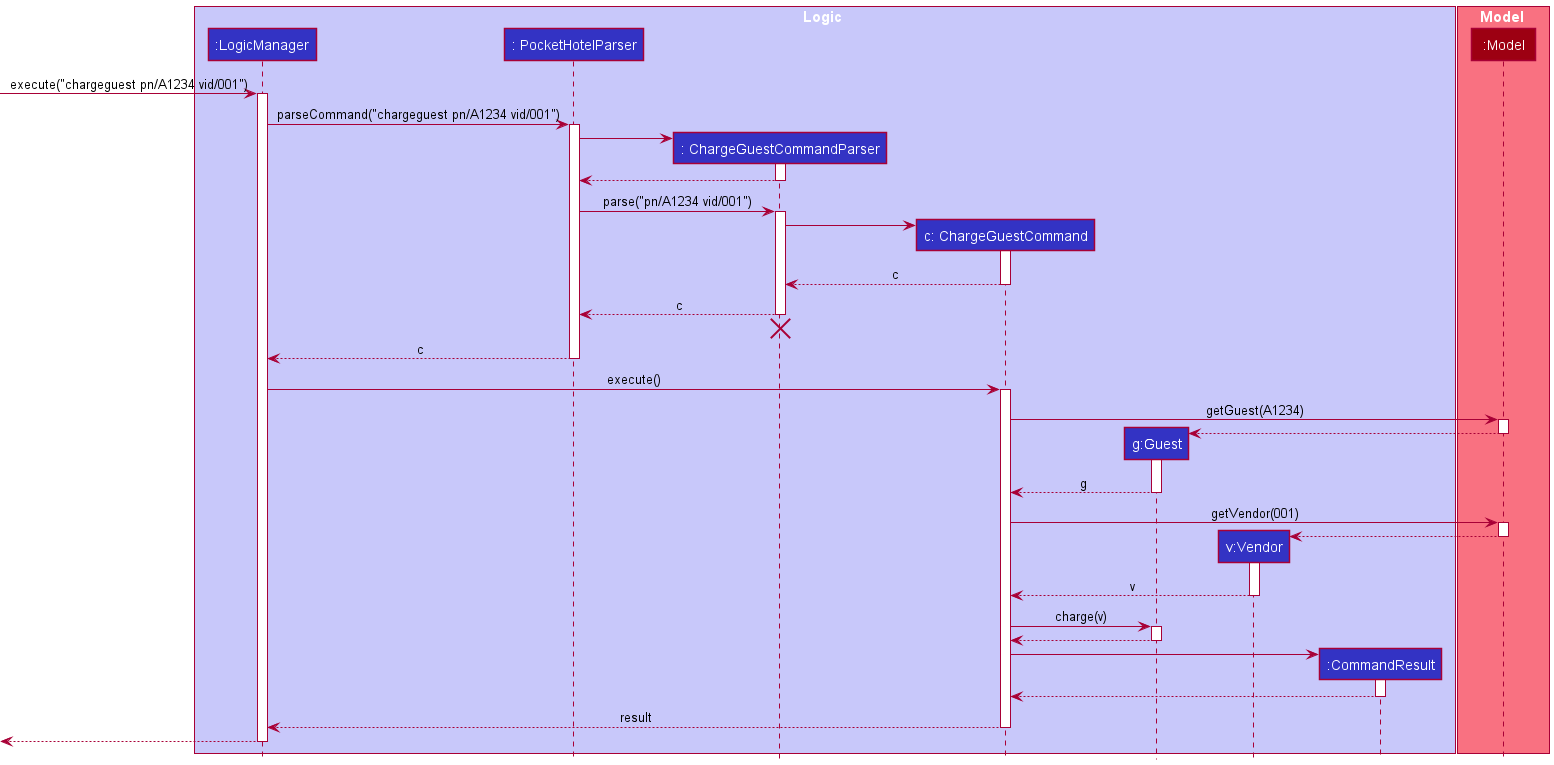 Logic
Model
:LogicManager
: PocketHotelParser
:Model
execute("chargeguest pn/A1234 vid/001")
parseCommand("chargeguest pn/A1234 vid/001")
: ChargeGuestCommandParser
parse("pn/A1234 vid/001")
c: ChargeGuestCommand
c
c
c
execute()
getGuest(A1234)
g:Guest
g
getVendor(001)
v:Vendor
v
charge(v)
:CommandResult
result